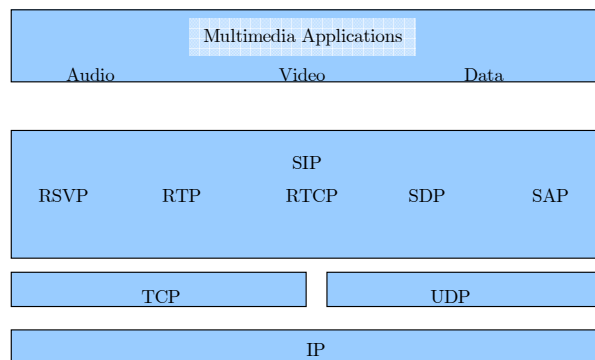 Multimedia Applications
Audio Video Data
SIP
RSVP RTP RTCP SDP SAP
TCP UDP
IP